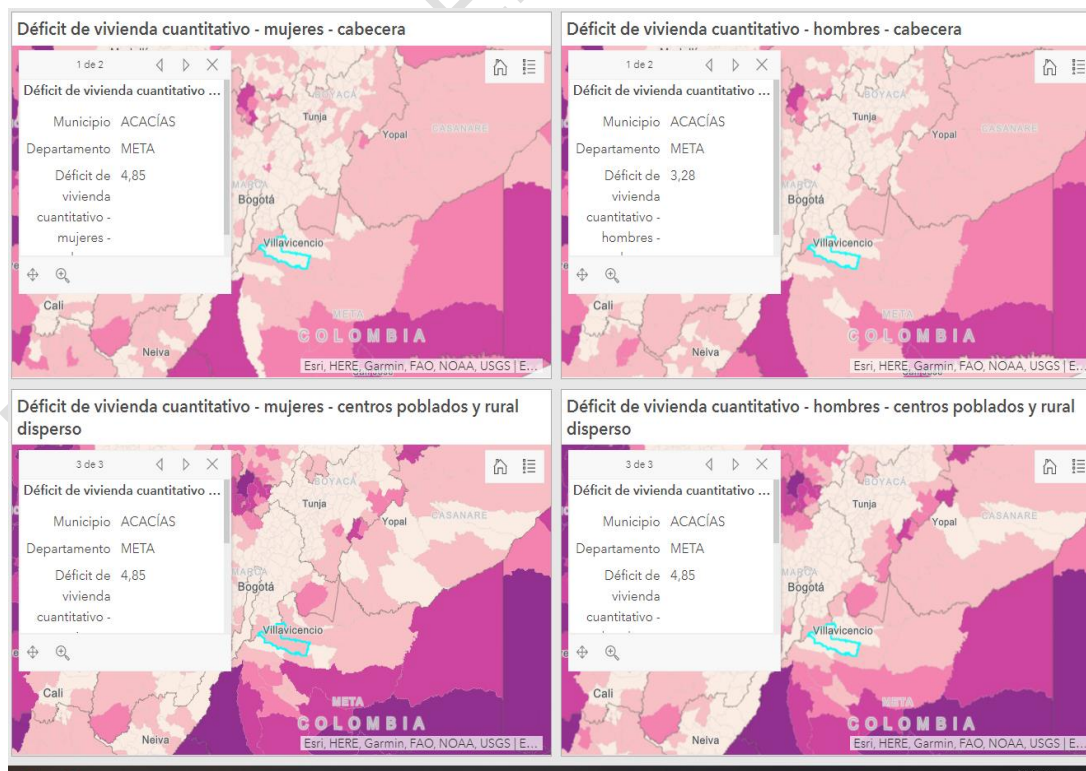 Déficit de vivienda cuantitativo - mujeres - cabecera
1 de 2
Déficit de vivienda cuantitativo ...
Municipio ACACÍAS
Departamento META
Déficit de 4,85
vivienda
cuantitativo -
mujeres -
BOYACÁ
Tunja
Yopal
CASANARE
Bogotá
Villavicencio
META
Cali
COLOMBIA
Neiva
Esri, HERE, Garmin, FAO, NOAA, USGS | E...
Déficit de vivienda cuantitativo - hombres - cabecera
1 de 2
Déficit de vivienda cuantitativo ...
Municipio ACACÍAS
Departamento META
Déficit de 3,28
vivienda
cuantitativo -
hombres -
BOYACÁ
Tunja
Yopal
CASANARE
Bogotá
Villavicencio
META
Cali
COLOMBIA
Neiva
Esri, HERE, Garmin, FAO, NOAA, USGS | E...
Déficit de vivienda cuantitativo - mujeres - centros poblados y rural
disperso
3 de 3
Déficit de vivienda cuantitativo ...
Municipio ACACÍAS
Departamento META
Déficit de 4,85
vivienda
cuantitativo -
BOYACÁ
Tunja
Yopal
CASANARE
Bogotá
Villavicencio
Cali
META
COLOMBIA
Neiva
Esri, HERE, Garmin, FAO, NOAA, USGS | E...
Déficit de vivienda cuantitativo - hombres - centros poblados y rural
disperso
3 de 3
Déficit de vivienda cuantitativo ...
Municipio ACACÍAS
Departamento META
Déficit de 4,85
vivienda
cuantitativo -
BOYACÁ
Tunja
Yopal
CASANARE
Bogotá
Villavicencio
Cali
META
COLOMBIA
Neiva
Esri, HERE, Garmin, FAO, NOAA, USGS | E...